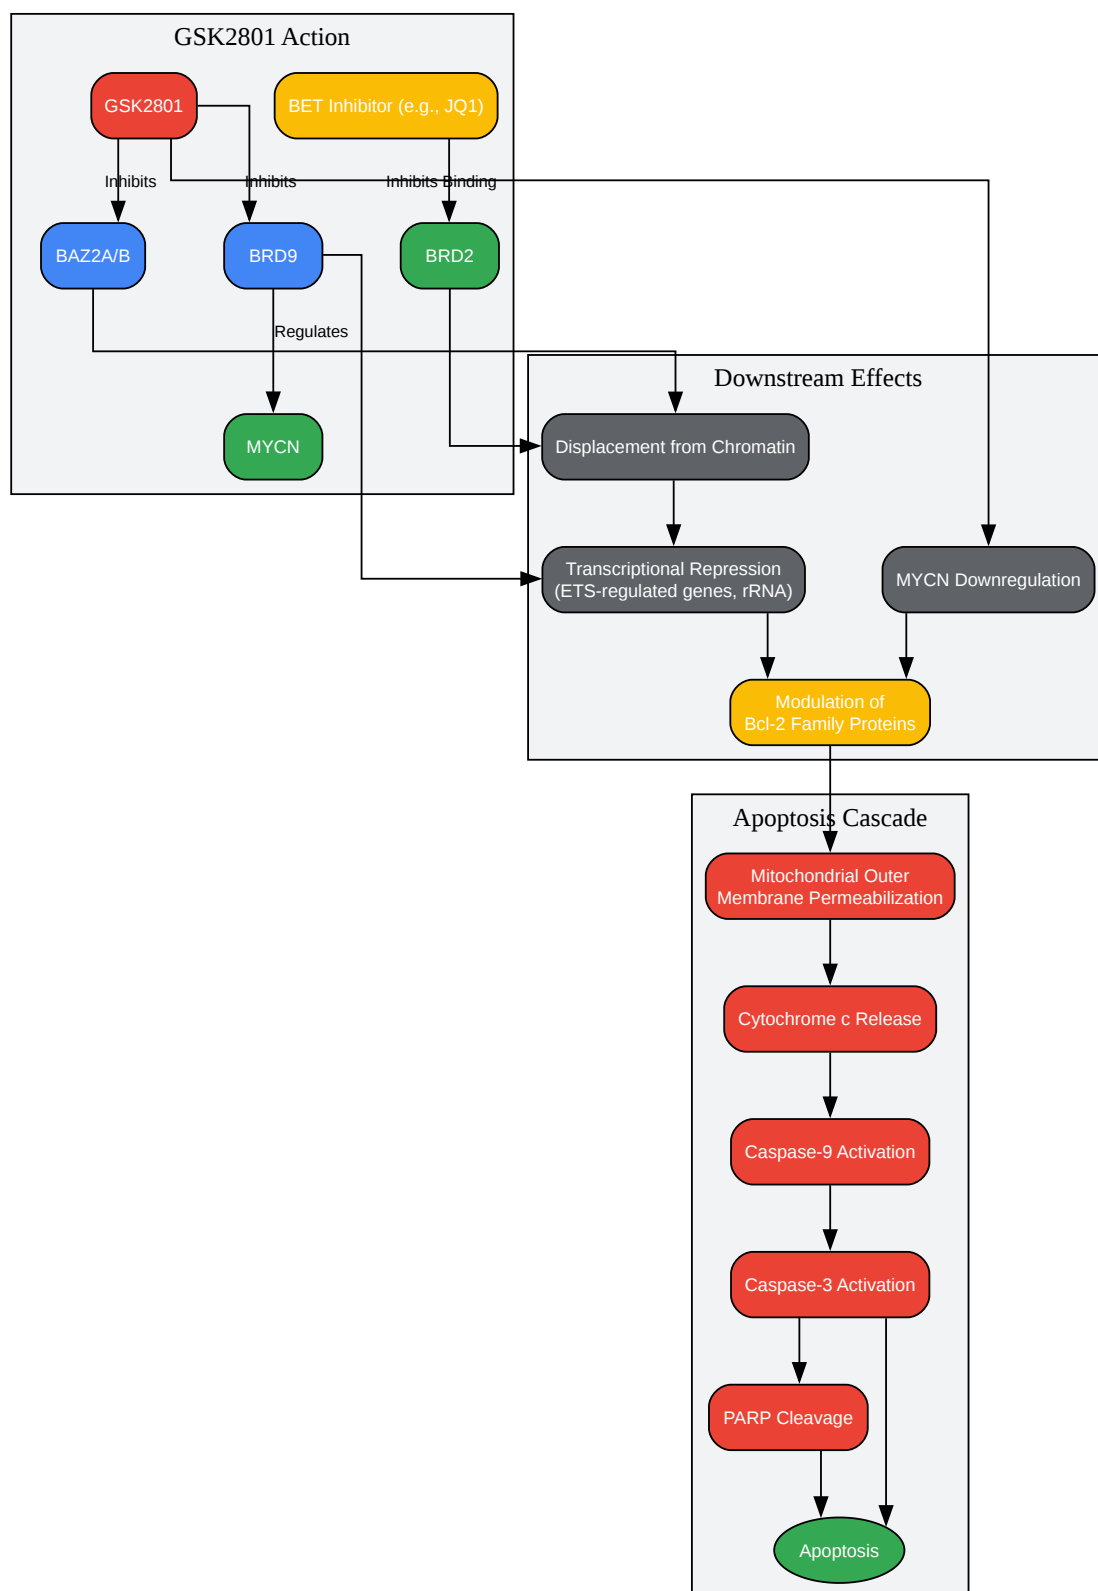 GSK2801 Action
GSK2801
BET Inhibitor (e.g., JQ1)
Inhibits
Inhibits
Inhibits Binding
BAZ2A/B
BRD9
BRD2
Regulates
MYCN
Downstream Effects
Displacement from Chromatin
Transcriptional Repression
(ETS-regulated genes, rRNA)
MYCN Downregulation
Modulation of
Bcl-2 Family Proteins
Apoptosis Cascade
Mitochondrial Outer
Membrane Permeabilization
Cytochrome c Release
Caspase-9 Activation
Caspase-3 Activation
PARP Cleavage
Apoptosis